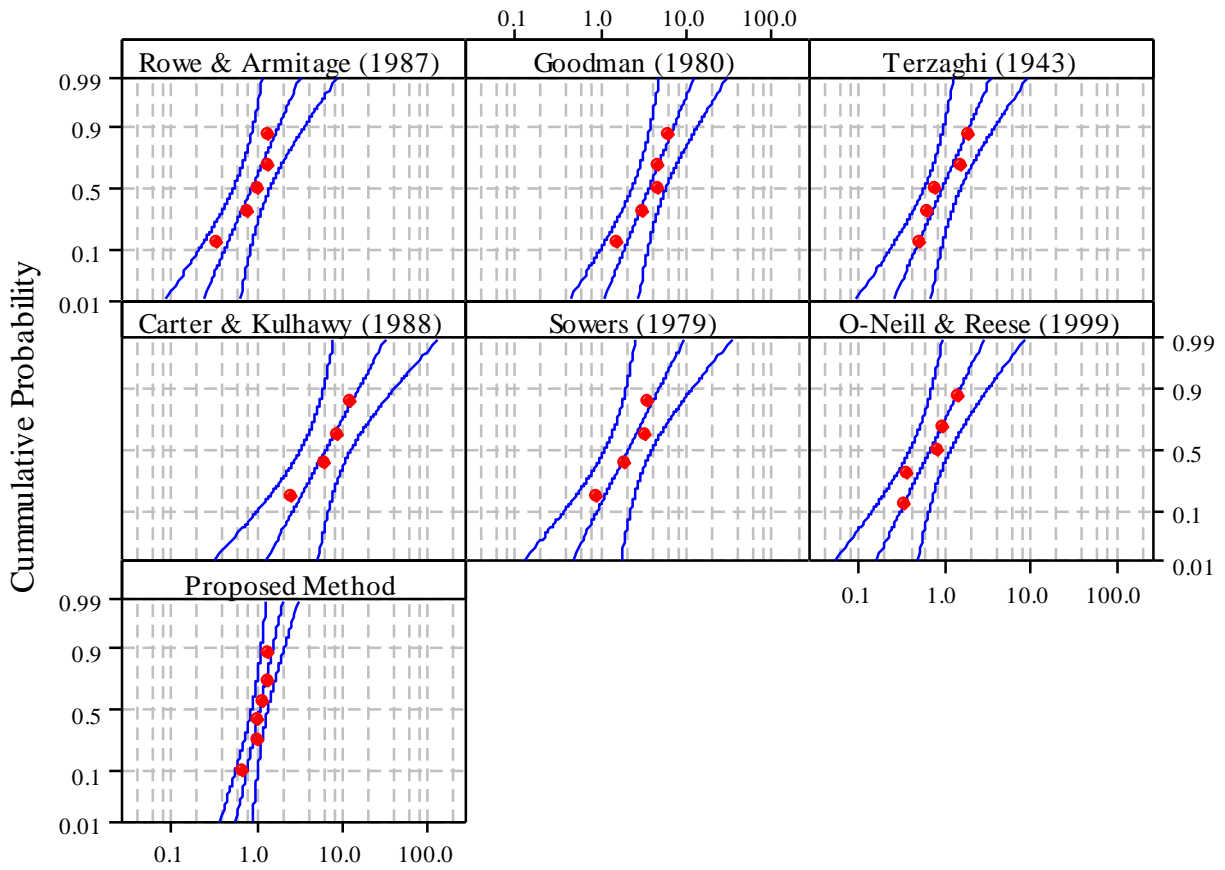 0.1 1.0 10.0 100.0
Rowe & Armitage (1987) Goodman (1980) Terzaghi (1943)
0.99
0.9
0.5
0.1
0.01
Carter & Kulhawy (1988) Sowers (1979) O-Neill & Reese (1999)
0.99
0.9
0.5
0.1
0.01
Cummulative Probability
Proposed Method
0.1 1.0 10.0 100.0
0.99
0.9
0.5
0.1
0.01
0.1 1.0 10.0 100.0